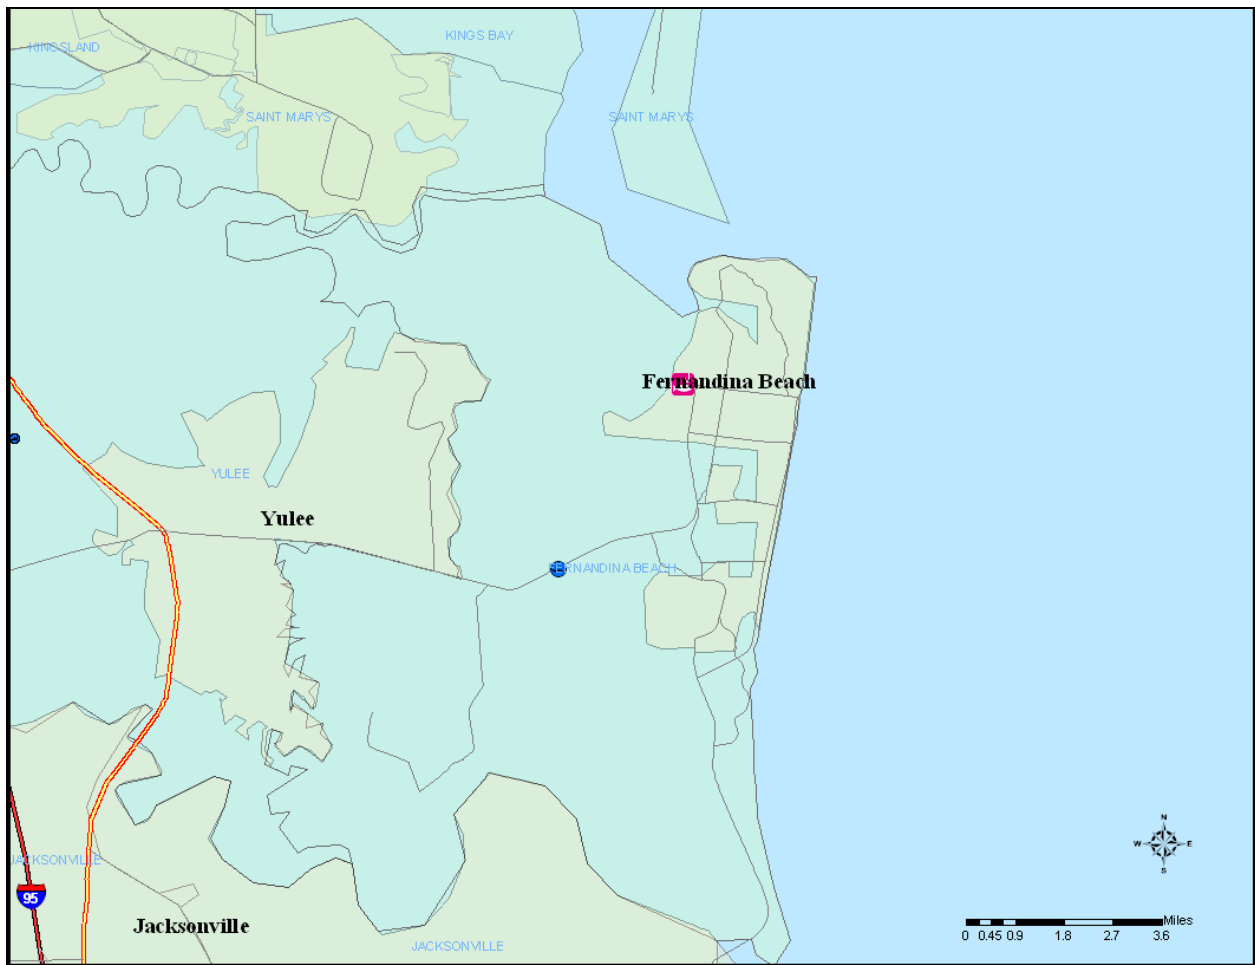 KINGS BAY
KINGSLAND
SAINT MARYS
SAINT MARYS
Fernandina Beach
YULEE
Yulee
FERNANDINA BEACH
N
W E
S
JACKSONVILLE
95
Jacksonville
JACKSONVILLE
Miles
0 0.45 0.9 1.8 2.7 3.6